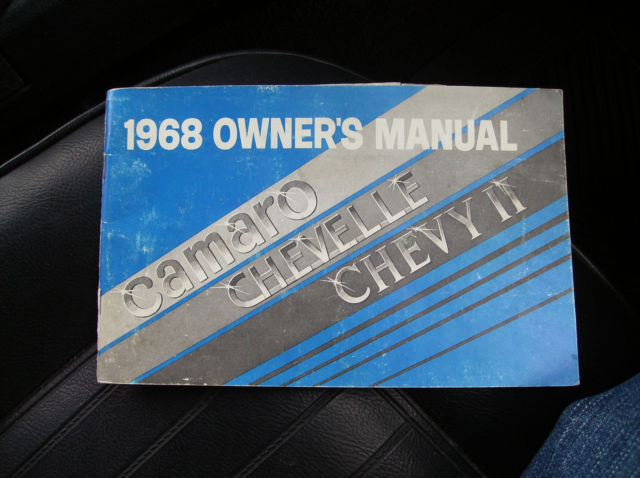 1968 OWNER'S MANUAL
camaro
CHEVELLE
CHEVY II